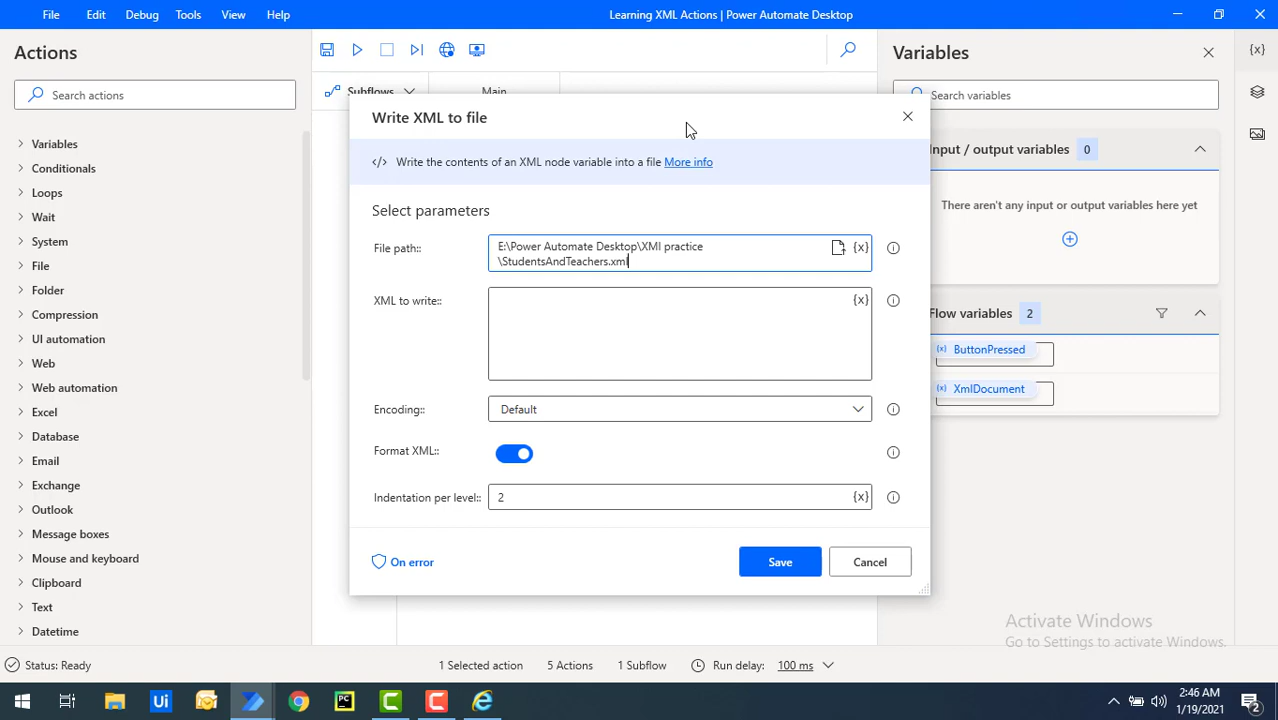 File Edit Debug Tools View Help Learning XML Actions | Power Automate Desktop
Actions
Search actions
Variables
Conditionals
Loops
Wait
System
File
Folder
Compression
UI automation
Web
Web automation
Excel
Database
Email
Exchange
Outlook
Message boxes
Mouse and keyboard
Clipboard
Text
Datetime
Subflows Main
Write XML to file
Write the contents of an XML node variable into a file More info
Select parameters
File path::
E:\Power Automate Desktop\XMl practice
\StudentsAndTeachers.xml
{x}
XML to write::
{x}
Encoding:: Default
Format XML::
Indentation per level:: 2 {x}
On error Save Cancel
Variables {x}
Search variables
Input / output variables 0
There aren't any input or output variables here yet
Flow variables 2
{x} ButtonPressed
{x} XmlDocument
Activate Windows
Go to Settings to activate Windows.
Status: Ready 1 Selected action 5 Actions 1 Subflow Run delay: 100 ms
Ui PC C C
2:46 AM
1/19/2021
2